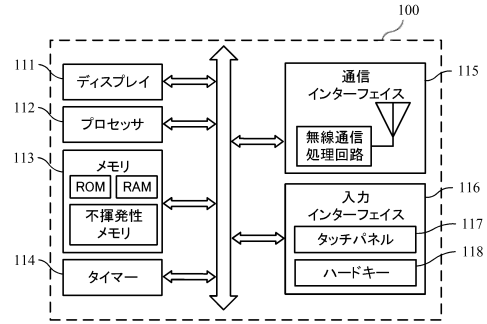 100
111
ディスプレイ
112
プロセッサ
113
メモリ
ROM
RAM
不揮発性
メモリ
114
タイマー
通信
インターフェイス
115
無線通信
処理回路
入力
インターフェイス
116
タッチパネル
117
ハードキー
118